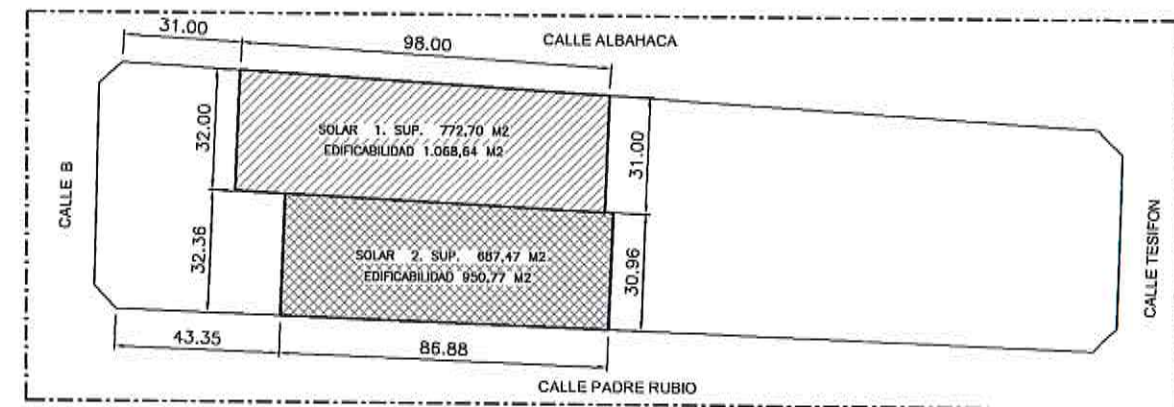 31.00
98.00
CALLE ALBAHACA
32.00
SOLAR 1. SUP. 772,70 M2
EDIFICABILIDAD 1.068,64 M2
31.00
CALLE B
32.36
SOLAR 2. SUP. 687,47 M2.
EDIFICABILIDAD 950,77 M2
30.96
CALLE TESIFON
43.35
86.88
CALLE PADRE RUBIO